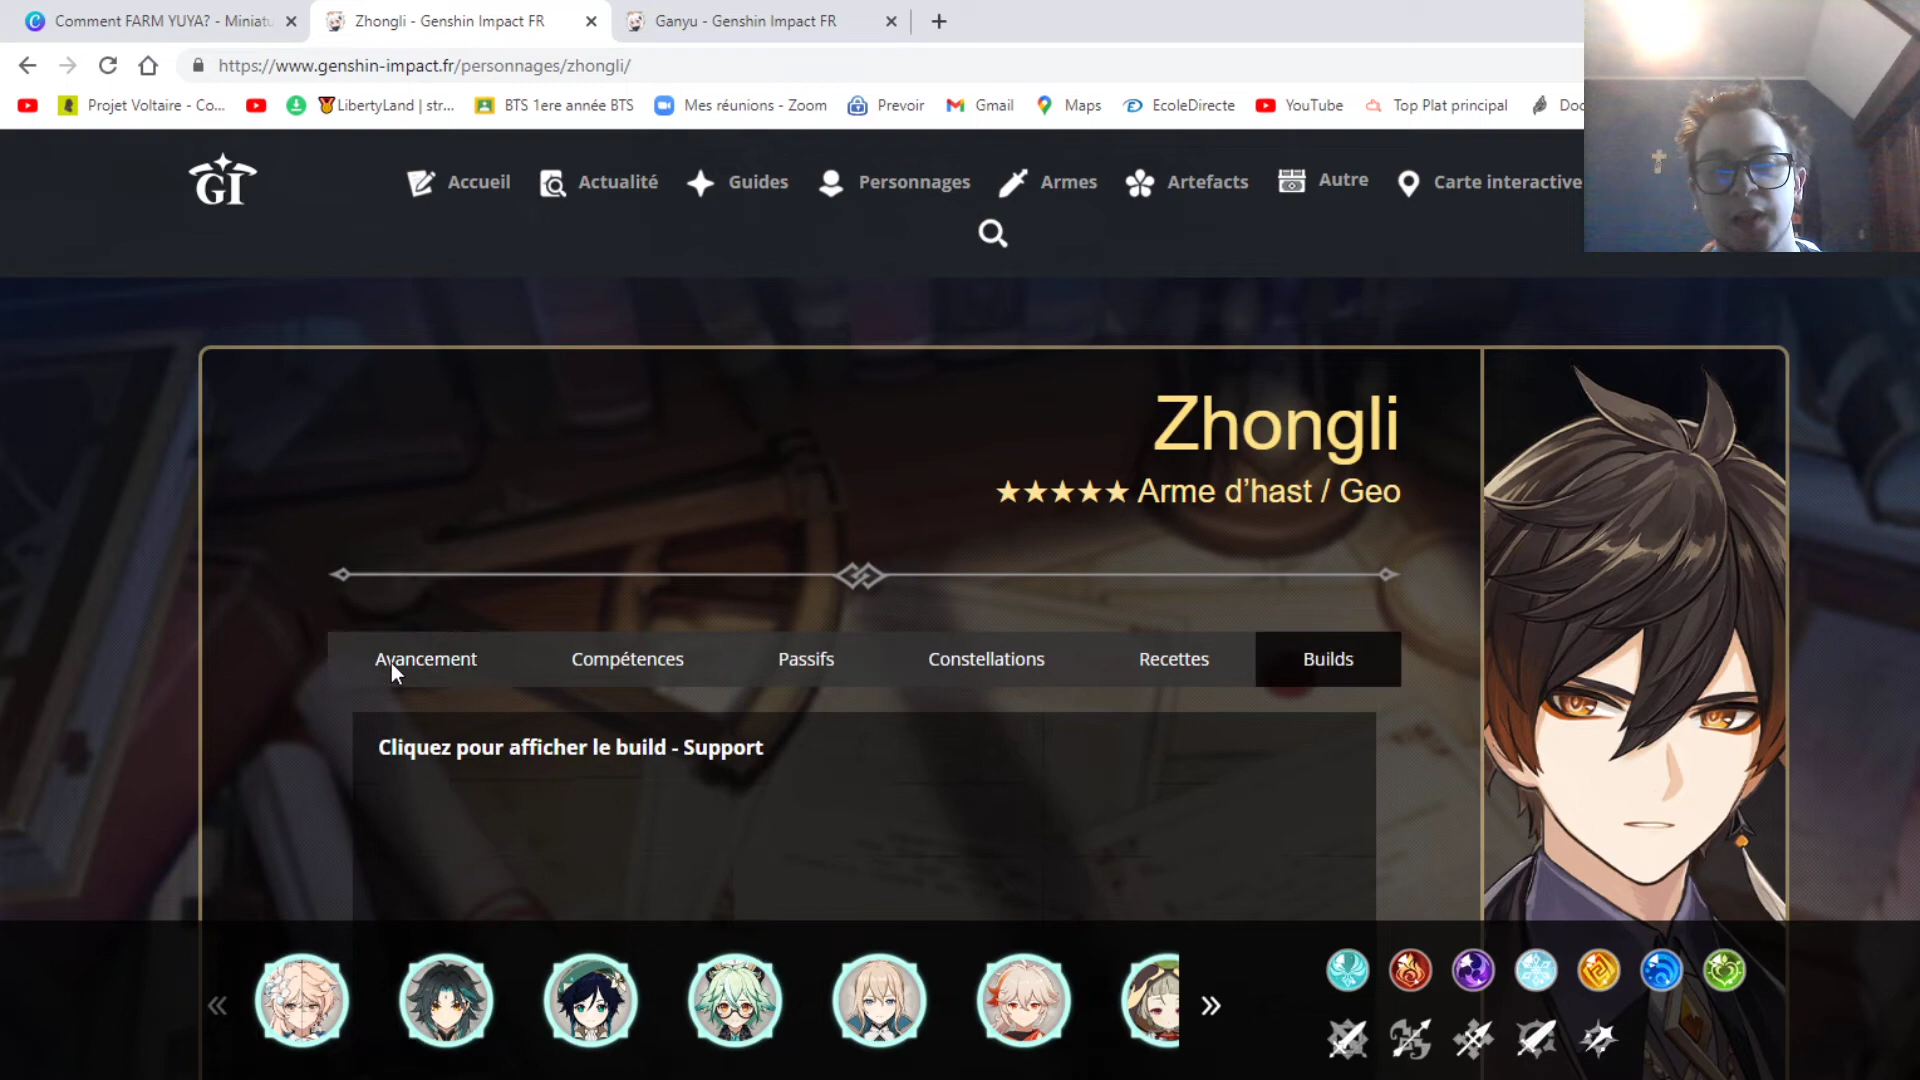 Comment FARM YUYA? - Miniatu
Zhongli - Genshin Impact FR
Ganyu - Genshin Impact FR
https://www.genshin-impact.fr/personnages/zhongli/
Projet Voltaire - Co...
LibertyLand | str...
BTS 1ere année BTS
Mes réunions - Zoom
Prevoir
Gmail
Maps
EcoleDirecte
YouTube
Top Plat principal
Doc
GI
Accueil
Actualité
Guides
Personnages
Armes
Artefacts
Autre
Carte interactive
Zhongli
★★★★★ Arme d’hast / Geo
Avancement
Compétences
Passifs
Constellations
Recettes
Builds
Cliquez pour afficher le build - Support